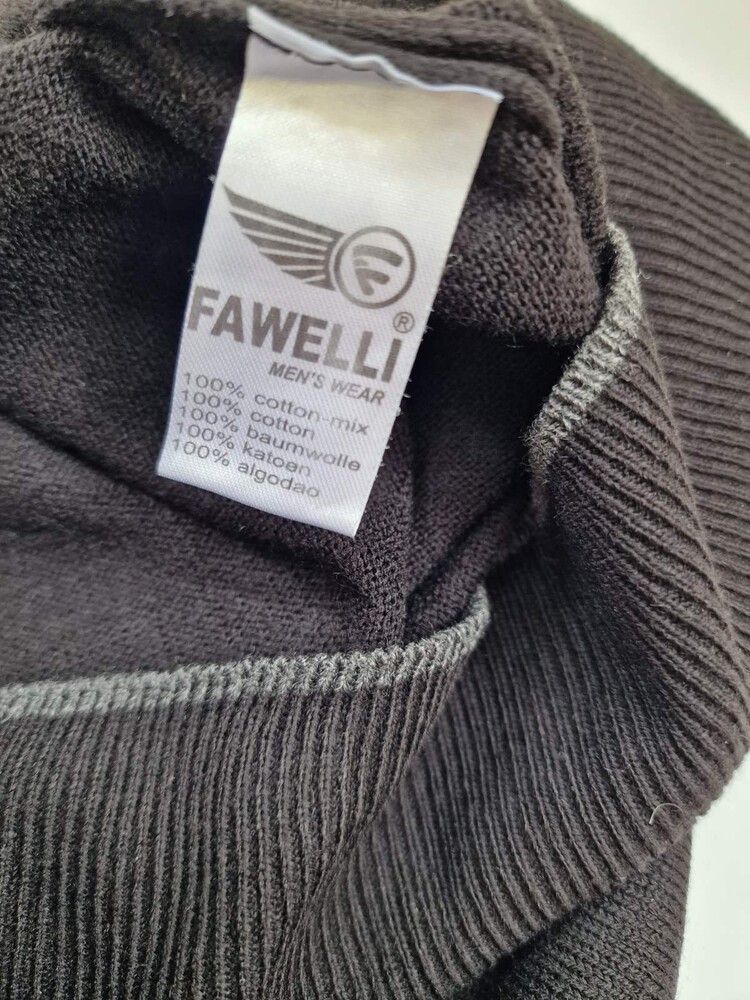 FAWELLI®
MEN'S WEAR
100% cotton-mix
100% cotton
100% baumwolle
100% katoen
100% algodao